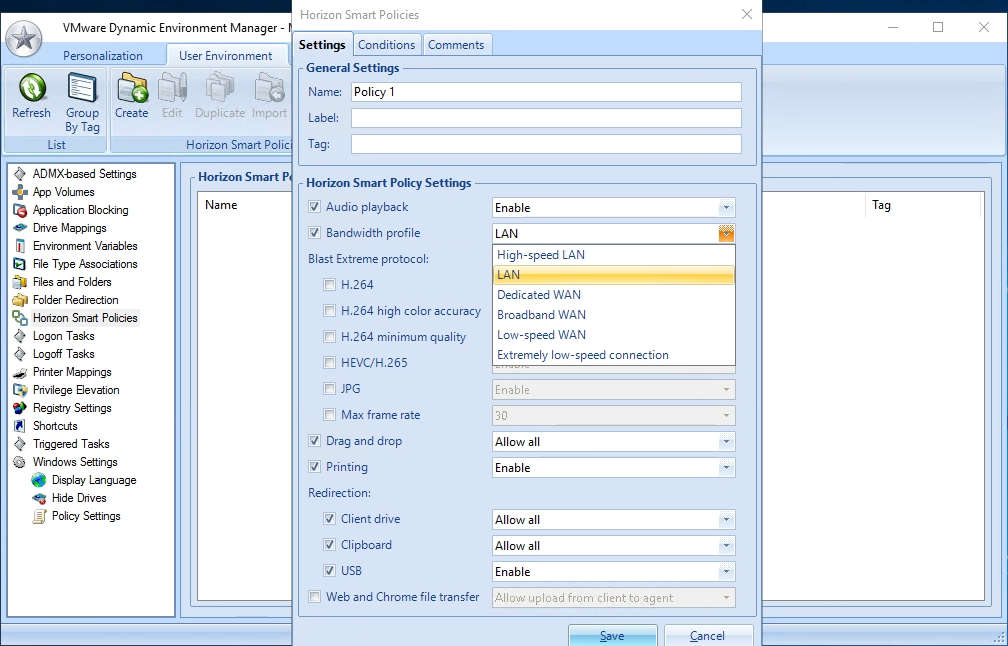 Horizon Smart Policies
VMware Dynamic Environment Manager -
Personalization User Environment
Refresh Group By Tag Create Edit Duplicate Import
List Horizon Smart
ADMX-based Settings
App Volumes
Application Blocking
Drive Mappings
Environment Variables
File Type Associations
Files and Folders
Folder Redirection
Horizon Smart Policies
Logon Tasks
Logoff Tasks
Printer Mappings
Privilege Elevation
Registry Settings
Shortcuts
Triggered Tasks
Windows Settings
Display Language
Hide Drives
Policy Settings
Horizon Smart
Name
Tag
Settings Conditions Comments
General Settings
Name: Policy 1
Label:
Tag:
Horizon Smart Policy Settings
Audio playback Enable
Bandwidth profile LAN
High-speed LAN
LAN
Dedicated WAN
Broadband WAN
Low-speed WAN
Extremely low-speed connection
Blast Extreme protocol:
H.264
H.264 high color accuracy
H.264 minimum quality
HEVC/H.265
JPG Enable
Max frame rate 30
Drag and drop Allow all
Printing Enable
Redirection:
Client drive Allow all
Clipboard Allow all
USB Enable
Web and Chrome file transfer Allow upload from client to agent
Save Cancel